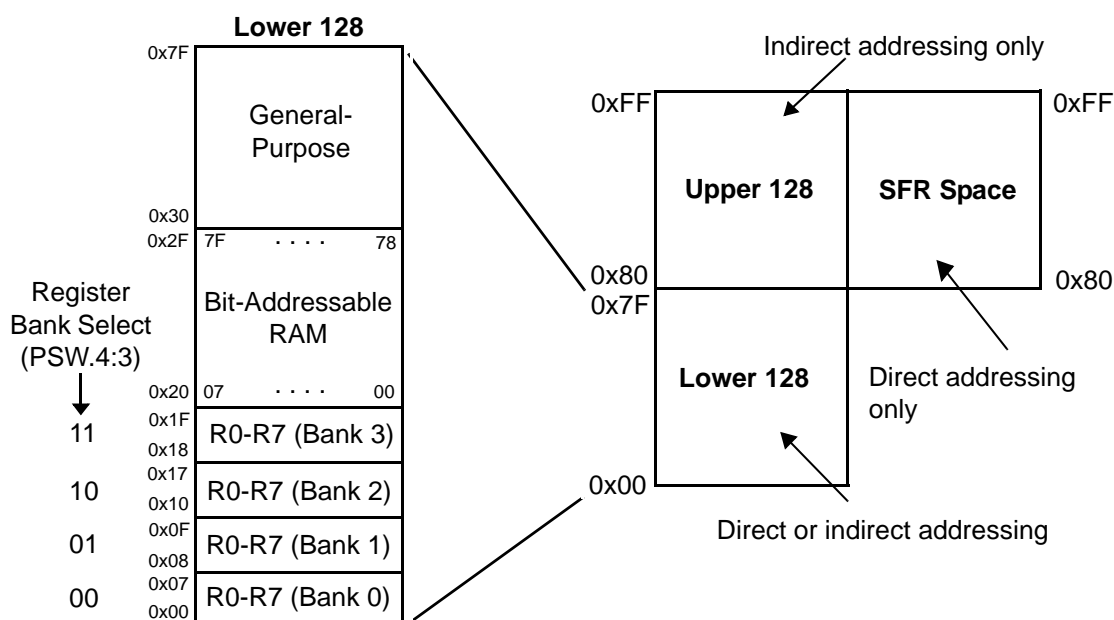 Lower 128
0x7F
General-
Purpose
0x30
0x2F
7F . . . . 78
Bit-Addressable
RAM
0x20
07 . . . . 00
Register
Bank Select
(PSW.4:3)
11
0x1F
0x18
R0-R7 (Bank 3)
10
0x17
0x10
R0-R7 (Bank 2)
01
0x0F
0x08
R0-R7 (Bank 1)
00
0x07
0x00
R0-R7 (Bank 0)
Indirect addressing only
0xFF
0xFF
Upper 128
SFR Space
0x80
0x80
0x7F
Lower 128
Direct addressing
only
0x00
Direct or indirect addressing